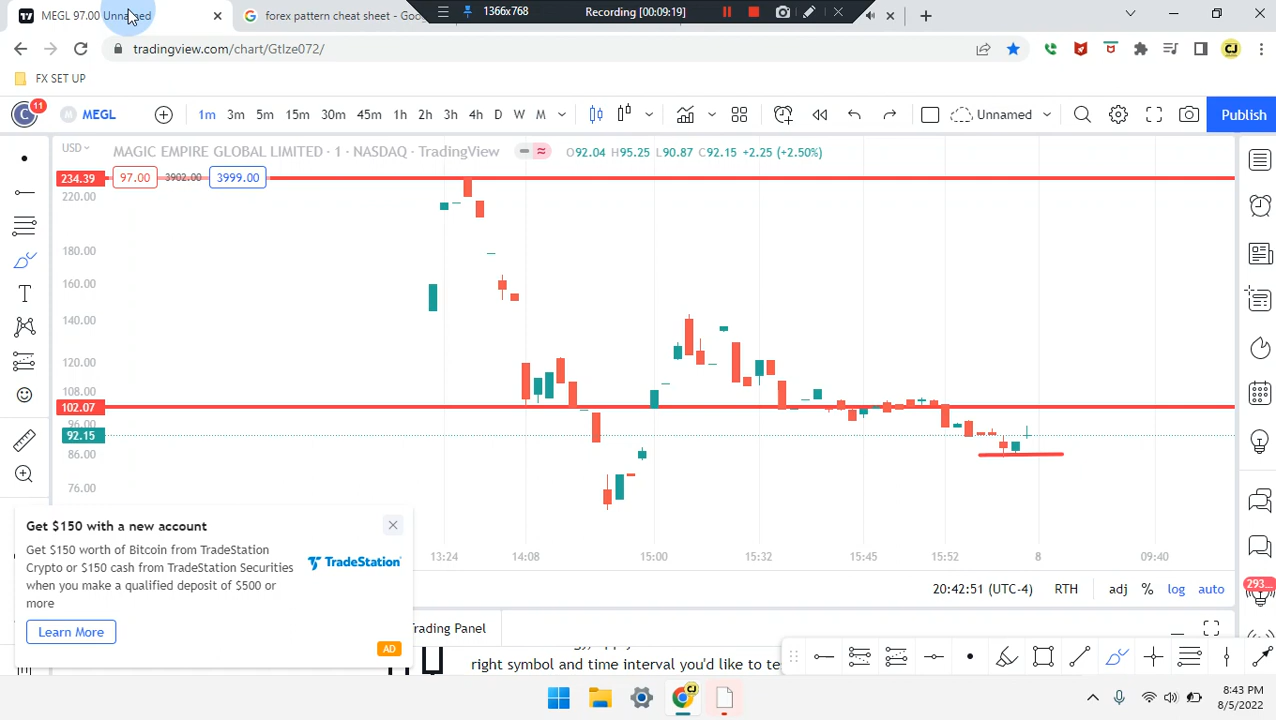 MEGL 97.00 Unnamed
forex pattern cheat sheet - Goo
1366x768
Recording [00:09:19]
tradingview.com/chart/GtIze072/
CJ
FX SET UP
C 11
M MEGL
1m 3m 5m 15m 30m 45m 1h 2h 3h 4h D W M
Unnamed
Publish
USD
MAGIC EMPIRE GLOBAL LIMITED · 1 · NASDAQ · TradingView
O92.04 H95.25 L90.87 C92.15 +2.25 (+2.50%)
234.39
97.00 3902.00 3999.00
220.00
180.00
160.00
140.00
120.00
108.00
102.07
96.00
92.15
86.00
76.00
Get $150 with a new account
Get $150 worth of Bitcoin from TradeStation
Crypto or $150 cash from TradeStation Securities
when you make a qualified deposit of $500 or
more
TradeStation
Learn More
AD
13:24 14:08 15:00 15:32 15:45 15:52 8 09:40
20:42:51 (UTC-4) RTH adj % log auto
293...
Trading Panel
right symbol and time interval you'd like to te
CJ
8:43 PM
8/5/2022